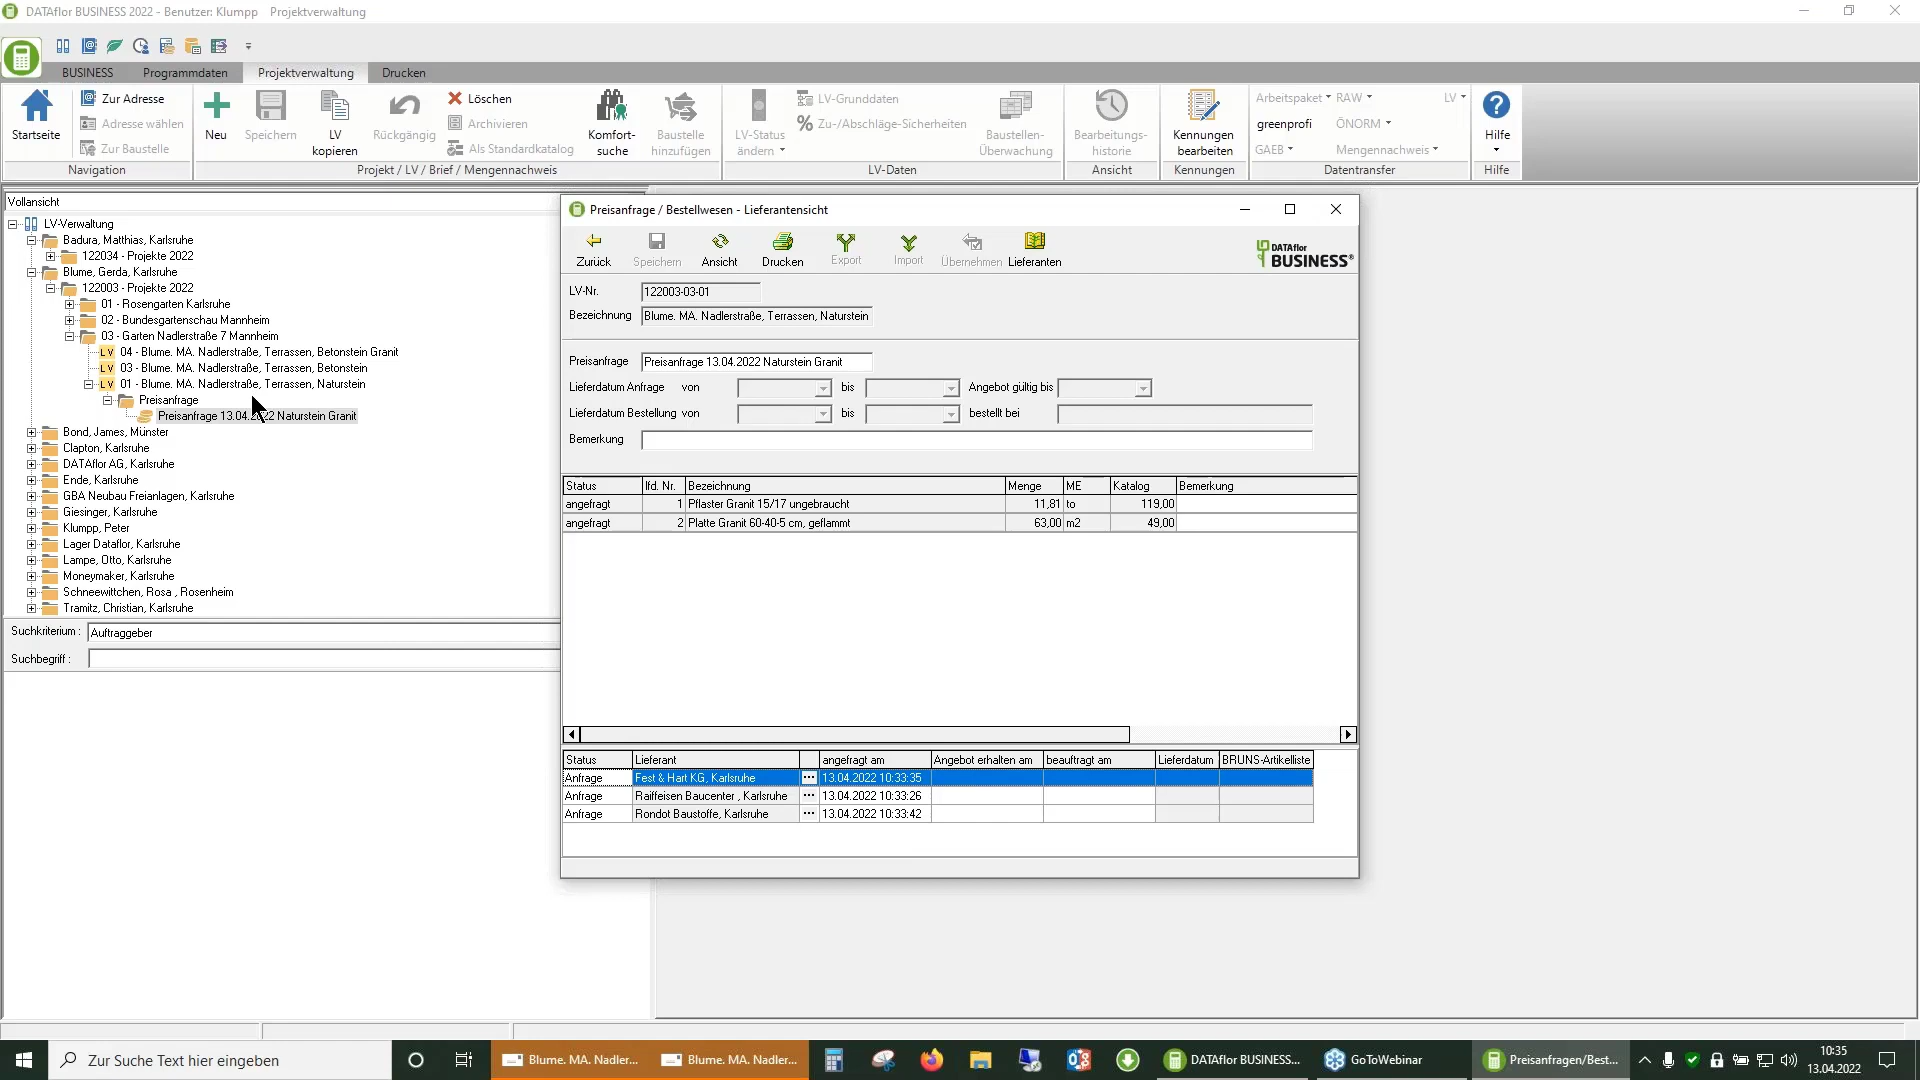 DATAflor BUSINESS 2022 - Benutzer: Klumpp   Projektverwaltung
BUSINESS   Programmdaten   Projektverwaltung   Drucken
Startseite
Zur Adresse
Adresse wählen
Zur Baustelle
Navigation
Neu
Speichern
LV kopieren
Rückgängig
Löschen
Archivieren
Als Standardkatalog
Komfort-suche
Baustelle hinzufügen
Projekt / LV / Brief / Mengennachweis
LV-Status ändern
LV-Grunddaten
Zu-/Abschläge-Sicherheiten
Baustellen-Überwachung
LV-Daten
Bearbeitungs-historie
Ansicht
Kennungen bearbeiten
Kennungen
Arbeitspaket   RAW   LV
greenprofi   ÖNORM
GAEB   Mengennachweis
Datentransfer
Hilfe
Hilfe
Vollansicht
LV-Verwaltung
Badura, Matthias, Karlsruhe
122034 - Projekte 2022
Blume, Gerda, Karlsruhe
122003 - Projekte 2022
01 - Rosengarten Karlsruhe
02 - Bundesgartenschau Mannheim
03 - Garten Nadlerstraße 7 Mannheim
LV 04 - Blume. MA. Nadlerstraße, Terrassen, Betonstein Granit
LV 03 - Blume. MA. Nadlerstraße, Terrassen, Betonstein
LV 01 - Blume. MA. Nadlerstraße, Terrassen, Naturstein
Preisanfrage
Preisanfrage 13.04.2022 Naturstein Granit
Bond, James, Münster
Clapton, Karlsruhe
DATAflor AG, Karlsruhe
Ende, Karlsruhe
GBA Neubau Freianlagen, Karlsruhe
Giesinger, Karlsruhe
Klumpp, Peter
Lager Dataflor, Karlsruhe
Lampe, Otto, Karlsruhe
Moneymaker, Karlsruhe
Schneewittchen, Rosa , Rosenheim
Tramitz, Christian, Karlsruhe
Suchkriterium : Auftraggeber
Suchbegriff :
Preisanfrage / Bestellwesen - Lieferantensicht
Zurück   Speichern   Ansicht   Drucken   Export   Import   Übernehmen   Lieferanten
DATAflor
BUSINESS®
LV-Nr. 122003-03-01
Bezeichnung Blume. MA. Nadlerstraße, Terrassen, Naturstein
Preisanfrage Preisanfrage 13.04.2022 Naturstein Granit
Lieferdatum Anfrage von bis Angebot gültig bis
Lieferdatum Bestellung von bis bestellt bei
Bemerkung
Status   lfd. Nr.   Bezeichnung   Menge   ME   Katalog   Bemerkung
angefragt   1   Pflaster Granit 15/17 ungebraucht   11,81   to   119,00
angefragt   2   Platte Granit 60-40-5 cm, geflammt   63,00   m2   49,00
Status   Lieferant   angefragt am   Angebot erhalten am   beauftragt am   Lieferdatum   BRUNS-Artikelliste
Anfrage   Fest & Hart KG, Karlsruhe   ...   13.04.2022 10:33:35
Anfrage   Raiffeisen Baucenter , Karlsruhe   ...   13.04.2022 10:33:26
Anfrage   Rondot Baustoffe, Karlsruhe   ...   13.04.2022 10:33:42
Zur Suche Text hier eingeben
Blume. MA. Nadler...   Blume. MA. Nadler...   DATAflor BUSINESS...   GoToWebinar   Preisanfragen/Best...
10:35
13.04.2022